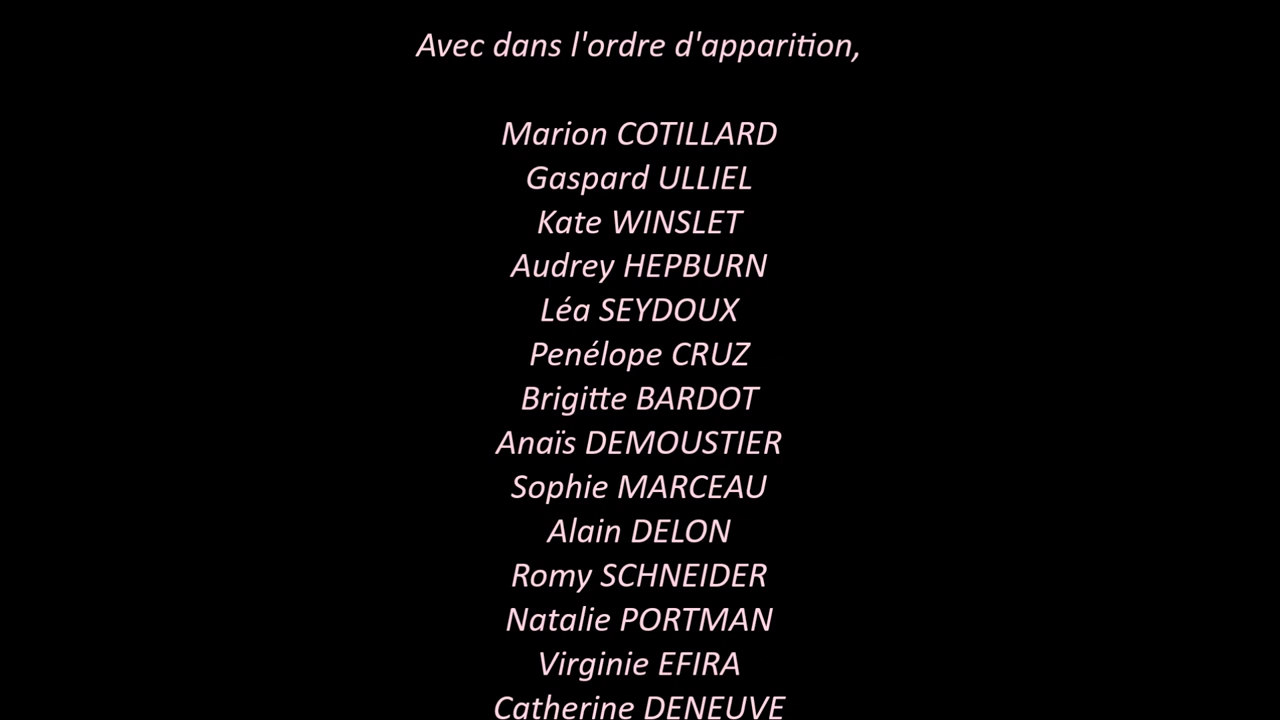 Avec dans l'ordre d'apparition,
Marion COTILLARD
Gaspard ULLIEL
Kate WINSLET
Audrey HEPBURN
Léa SEYDOUX
Penélope CRUZ
Brigitte BARDOT
Anaïs DEMOUSTIER
Sophie MARCEAU
Alain DELON
Romy SCHNEIDER
Natalie PORTMAN
Virginie EFIRA
Catherine DENEUVE